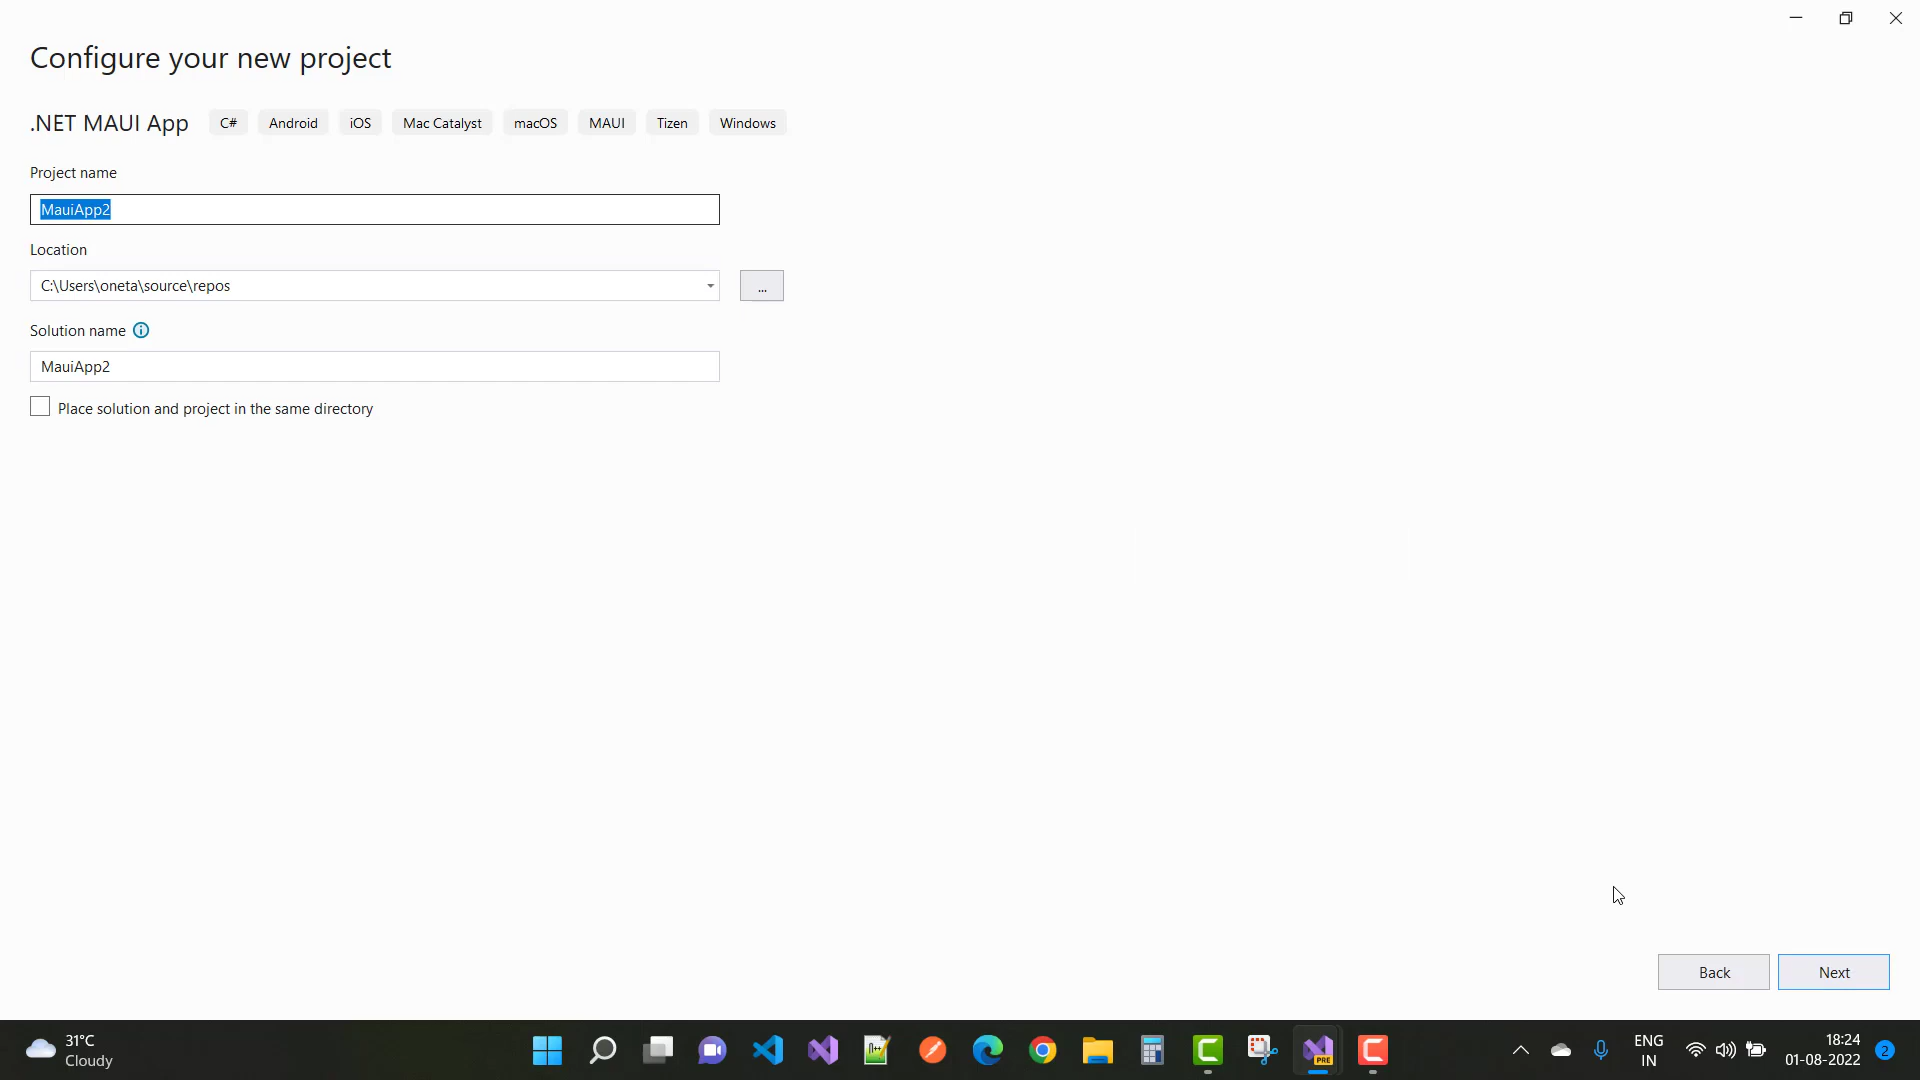 Configure your new project
.NET MAUI App C# Android iOS Mac Catalyst macOS MAUI Tizen Windows
Project name
MauiApp2
Location
C:\Users\oneta\source\repos
...
Solution name
MauiApp2
Place solution and project in the same directory
Back Next
31°C
Cloudy
PRE
ENG
IN
18:24
01-08-2022
2